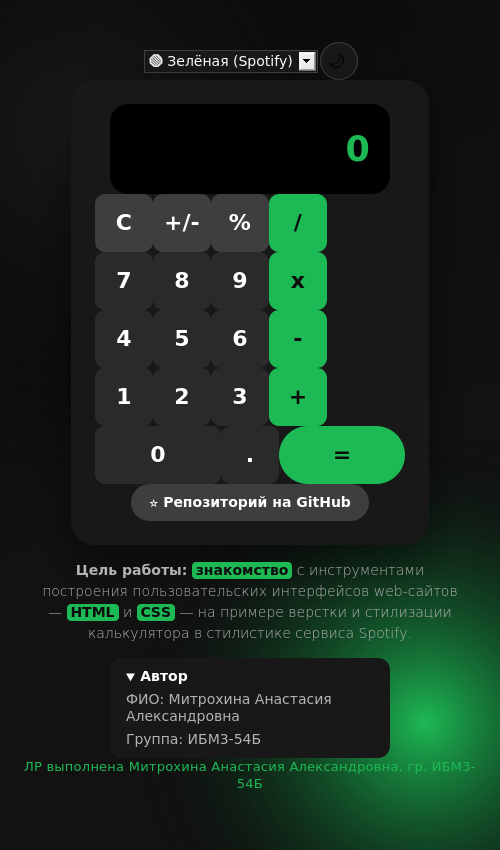 Зелёная (Spotify)
0
C +/- % /
7 8 9 x
4 5 6 -
1 2 3 +
0 . =
☆ Репозиторий на GitHub
Цель работы: знакомство с инструментами
построения пользовательских интерфейсов web-сайтов
— HTML и CSS — на примере верстки и стилизации
калькулятора в стилистике сервиса Spotify.
▼ Автор
ФИО: Митрохина Анастасия
Александровна
Группа: ИБМ3-54Б
ЛР выполнена Митрохина Анастасия Александровна, гр. ИБМ3-
54Б